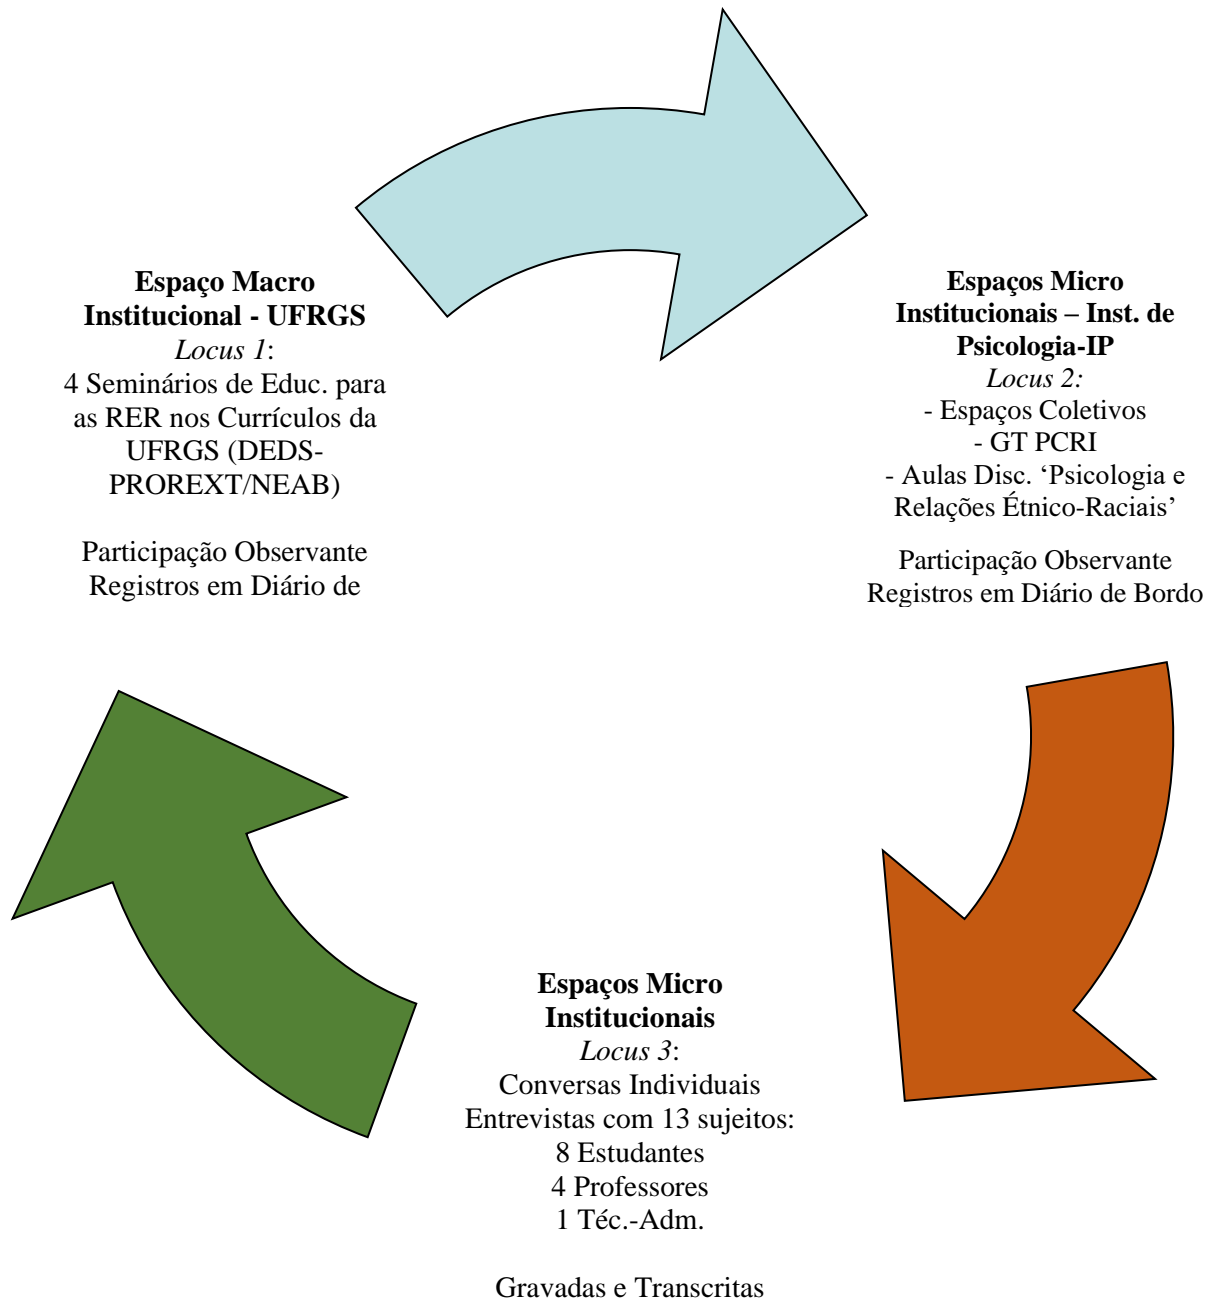 Espaço Macro
Institucional - UFRGS
Locus 1:
4 Seminários de Educ. para
as RER nos Currículos da
UFRGS (DEDS-
PROREXT/NEAB)
Participação Observante
Registros em Diário de
Espaços Micro
Institucionais – Inst. de
Psicologia-IP
Locus 2:
- Espaços Coletivos
- GT PCRI
- Aulas Disc. ‘Psicologia e
Relações Étnico-Raciais’
Participação Observante
Registros em Diário de Bordo
Espaços Micro
Institucionais
Locus 3:
Conversas Individuais
Entrevistas com 13 sujeitos:
8 Estudantes
4 Professores
1 Téc.-Adm.
Gravadas e Transcritas